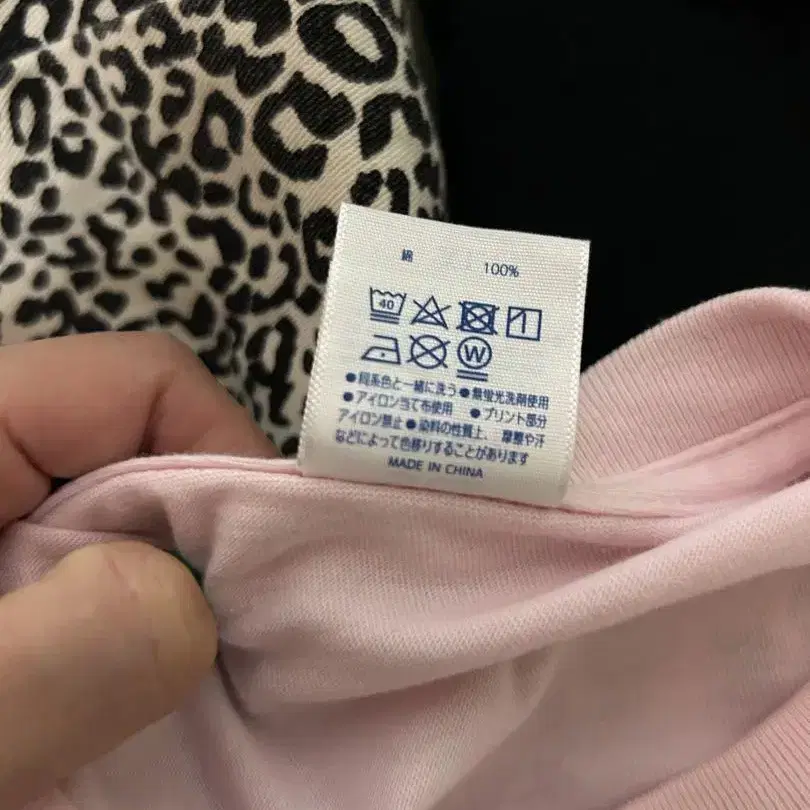 綿 100%
40
W
●同系色と一緒に洗う ●無蛍光洗剤使用
●アイロン当て布使用 ●プリント部分
アイロン禁止 ●染料の性質上、摩擦や汗
などによって色移りすることがあります
MADE IN CHINA